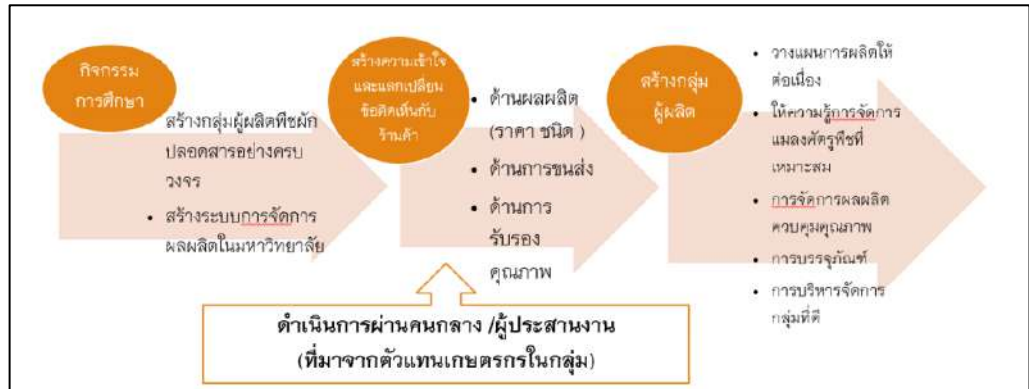 กิจกรรม
การศึกษา
สร้างกลุ่มผู้ผลิตพืชผัก
ปลอดสารอย่างครบ
วงจร
• สร้างระบบการจัดการ
ผลผลิตในมหาวิทยาลัย
สร้างความเข้าใจ
และแลกเปลี่ยน
ข้อคิดเห็นกับ
ร้านค้า
• ด้านผลผลิต
(ราคา ชนิด )
• ด้านการขนส่ง
• ด้านการ
รับรอง
คุณภาพ
สร้างกลุ่ม
ผู้ผลิต
• วางแผนการผลิตให้
ต่อเนื่อง
• ให้ความรู้การจัดการ
แมลงศัตรูพืชที่
เหมาะสม
• การจัดการผลผลิต
ควบคุมคุณภาพ
• การบรรจุภัณฑ์
• การบริหารจัดการ
กลุ่มที่ดี
ดำเนินการผ่านคนกลาง /ผู้ประสานงาน
(ที่มาจากตัวแทนเกษตรกรในกลุ่ม)